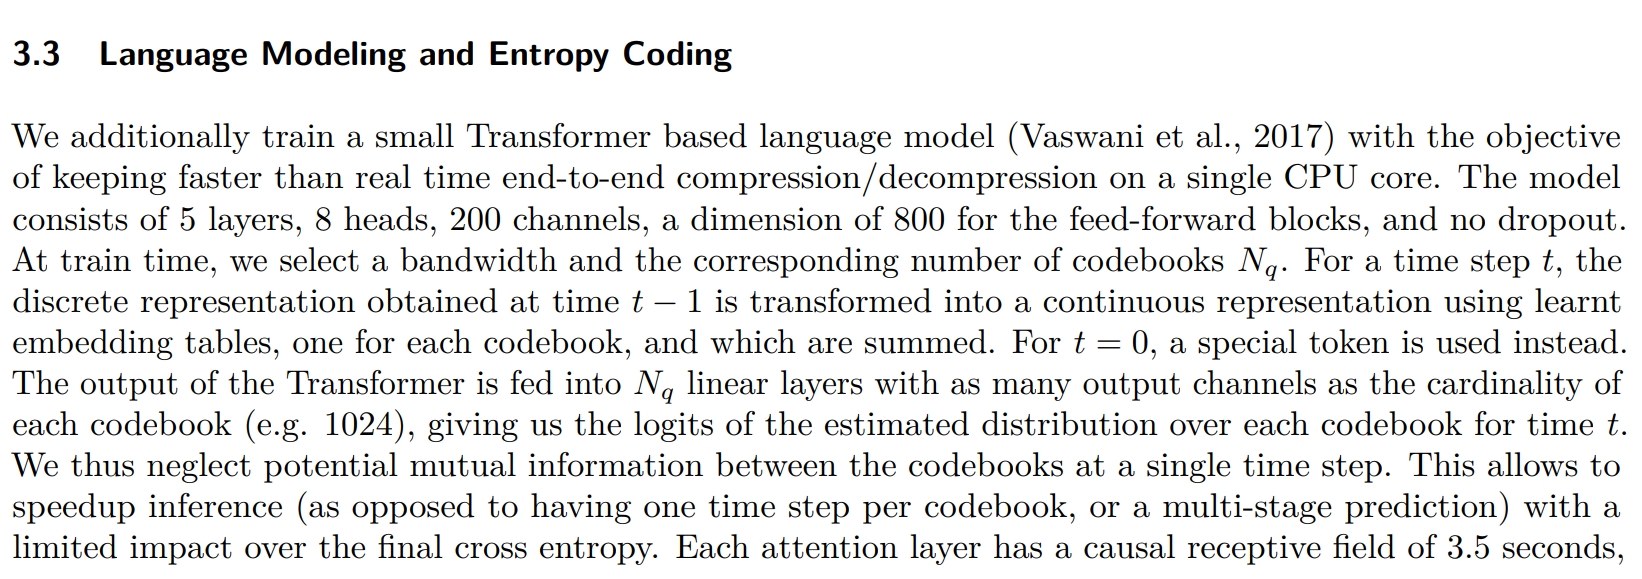 3.3 Language Modeling and Entropy Coding
We additionally train a small Transformer based language model (Vaswani et al., 2017) with the objective
of keeping faster than real time end-to-end compression/decompression on a single CPU core. The model
consists of 5 layers, 8 heads, 200 channels, a dimension of 800 for the feed-forward blocks, and no dropout.
At train time, we select a bandwidth and the corresponding number of codebooks N_q. For a time step t, the
discrete representation obtained at time t − 1 is transformed into a continuous representation using learnt
embedding tables, one for each codebook, and which are summed. For t = 0, a special token is used instead.
The output of the Transformer is fed into N_q linear layers with as many output channels as the cardinality of
each codebook (e.g. 1024), giving us the logits of the estimated distribution over each codebook for time t.
We thus neglect potential mutual information between the codebooks at a single time step. This allows to
speedup inference (as opposed to having one time step per codebook, or a multi-stage prediction) with a
limited impact over the final cross entropy. Each attention layer has a causal receptive field of 3.5 seconds,